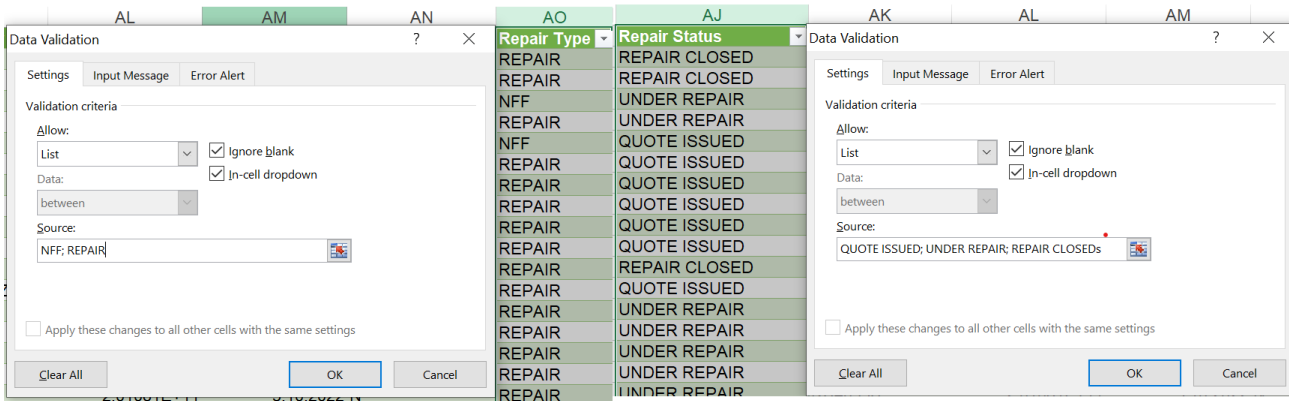 AL AM AN AO AJ AK AL AM
Data Validation ? ×
Settings Input Message Error Alert
Validation criteria
Allow:
List Ignore blank
Data: In-cell dropdown
between
Source:
NFF; REPAIR
Apply these changes to all other cells with the same settings
Clear All OK Cancel
3.10.2022 N
Repair Type
REPAIR
REPAIR
NFF
REPAIR
NFF
REPAIR
REPAIR
REPAIR
REPAIR
REPAIR
REPAIR
REPAIR
REPAIR
REPAIR
REPAIR
REPAIR
REPAIR
Repair Status
REPAIR CLOSED
REPAIR CLOSED
UNDER REPAIR
UNDER REPAIR
QUOTE ISSUED
QUOTE ISSUED
QUOTE ISSUED
QUOTE ISSUED
QUOTE ISSUED
QUOTE ISSUED
REPAIR CLOSED
QUOTE ISSUED
UNDER REPAIR
UNDER REPAIR
UNDER REPAIR
UNDER REPAIR
UNDER REPAIR
Data Validation ? ×
Settings Input Message Error Alert
Validation criteria
Allow:
List Ignore blank
Data: In-cell dropdown
between
Source:
QUOTE ISSUED; UNDER REPAIR; REPAIR CLOSEDs
Apply these changes to all other cells with the same settings
Clear All OK Cancel